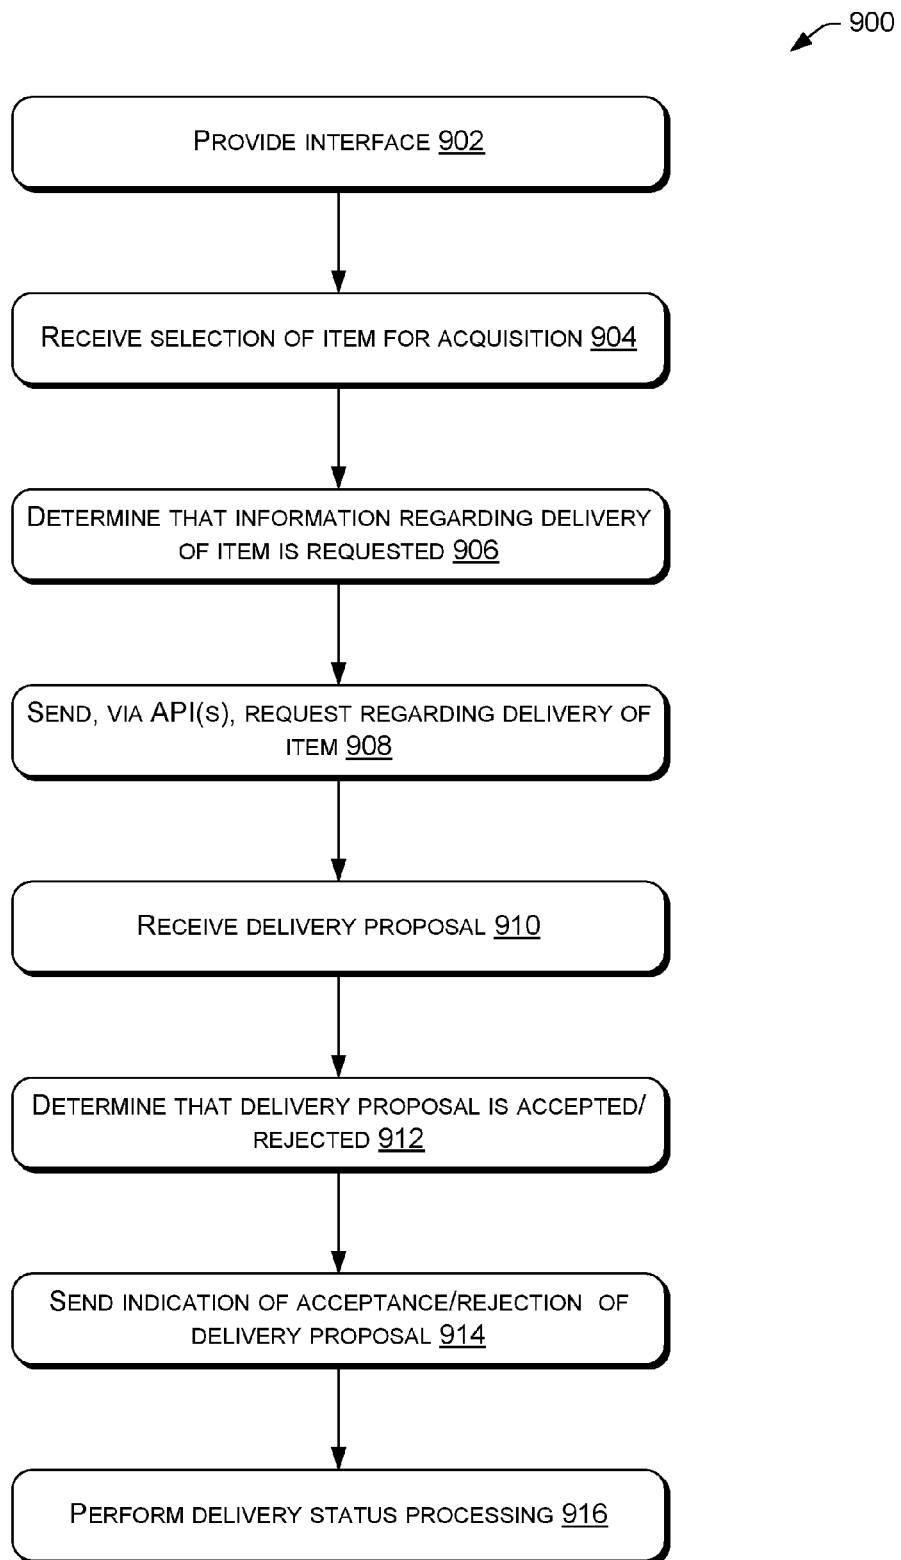 900
PROVIDE INTERFACE 902
RECEIVE SELECTION OF ITEM FOR ACQUISITION 904
DETERMINE THAT INFORMATION REGARDING DELIVERY
OF ITEM IS REQUESTED 906
SEND, VIA API(S), REQUEST REGARDING DELIVERY OF
ITEM 908
RECEIVE DELIVERY PROPOSAL 910
DETERMINE THAT DELIVERY PROPOSAL IS ACCEPTED/
REJECTED 912
SEND INDICATION OF ACCEPTANCE/REJECTION OF
DELIVERY PROPOSAL 914
PERFORM DELIVERY STATUS PROCESSING 916